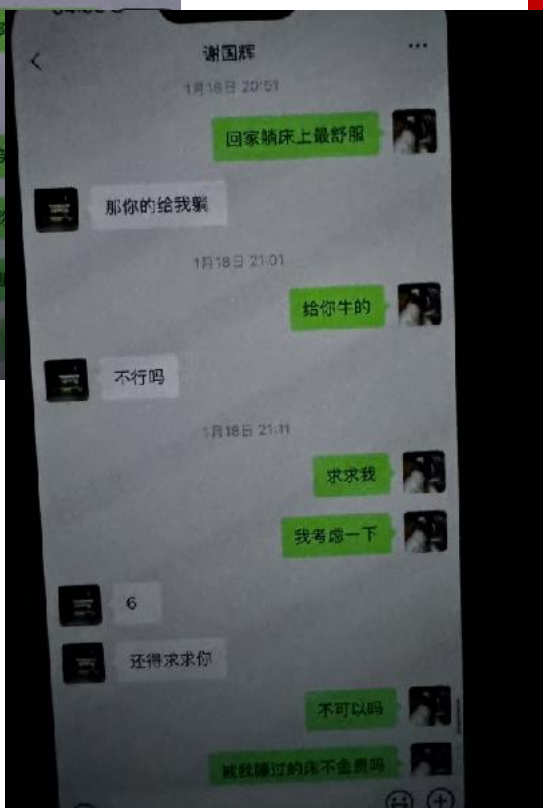 谢国辉
1月18日 20:51
回家躺床上最舒服
那你的给我躺
1月18日 21:01
给你牛的
不行吗
1月18日 21:11
求求我
我考虑一下
6
还得求求你
不可以吗
被我睡过的床不金贵吗